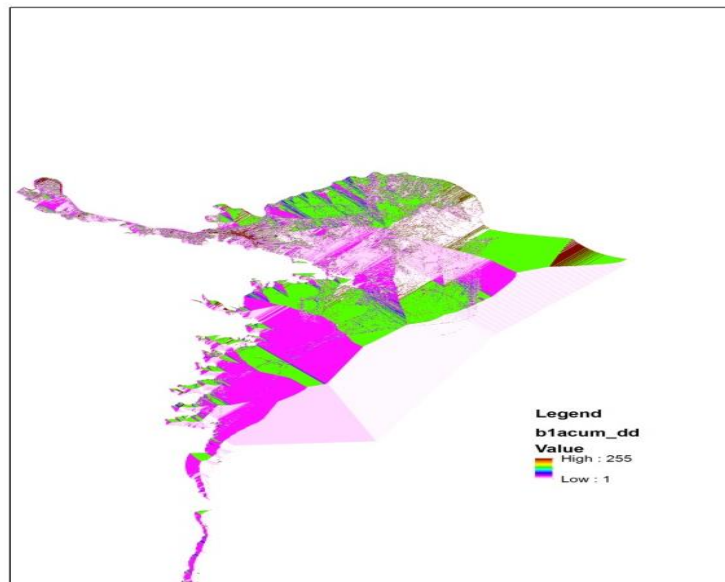 Legend
b1acum_dd
Value
High : 255
Low : 1